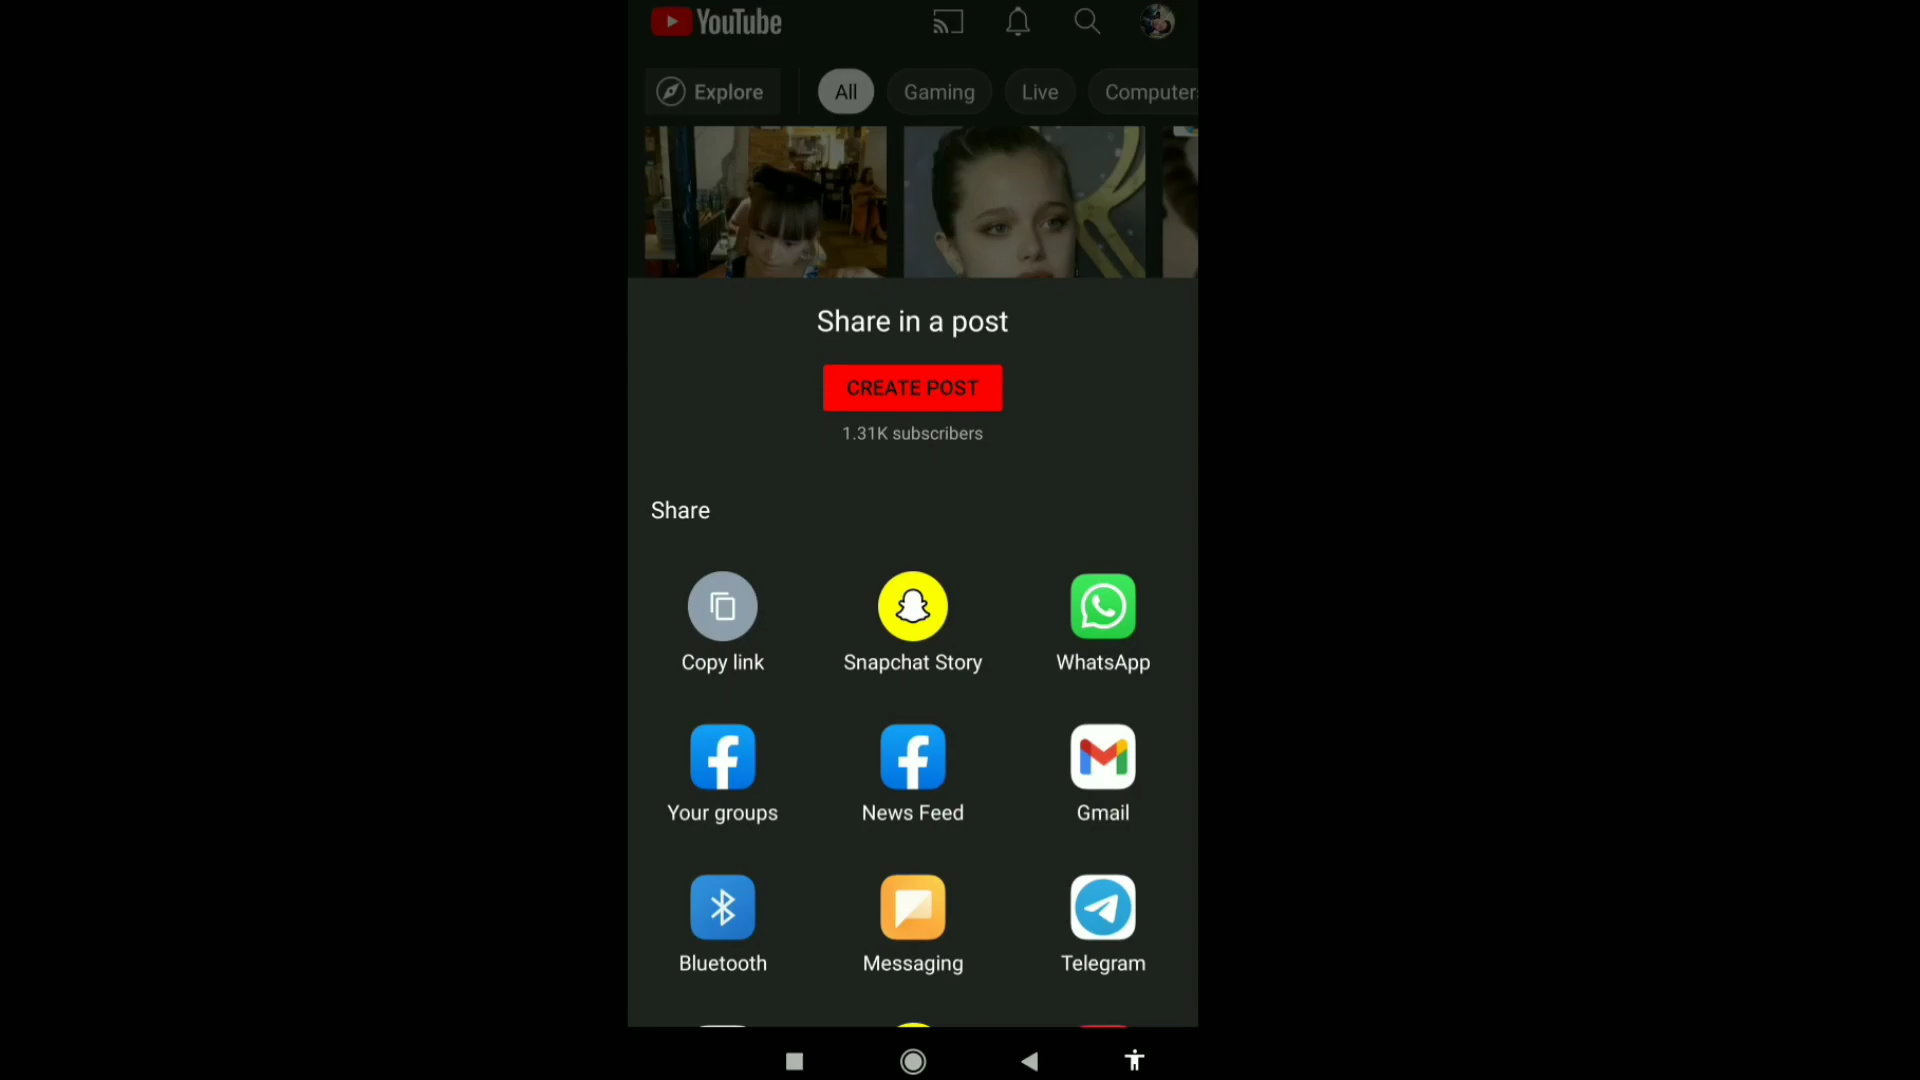 YouTube
Explore All Gaming Live Computer
Share in a post
CREATE POST
1.31K subscribers
Share
Copy link Snapchat Story WhatsApp
Your groups News Feed Gmail
Bluetooth Messaging Telegram